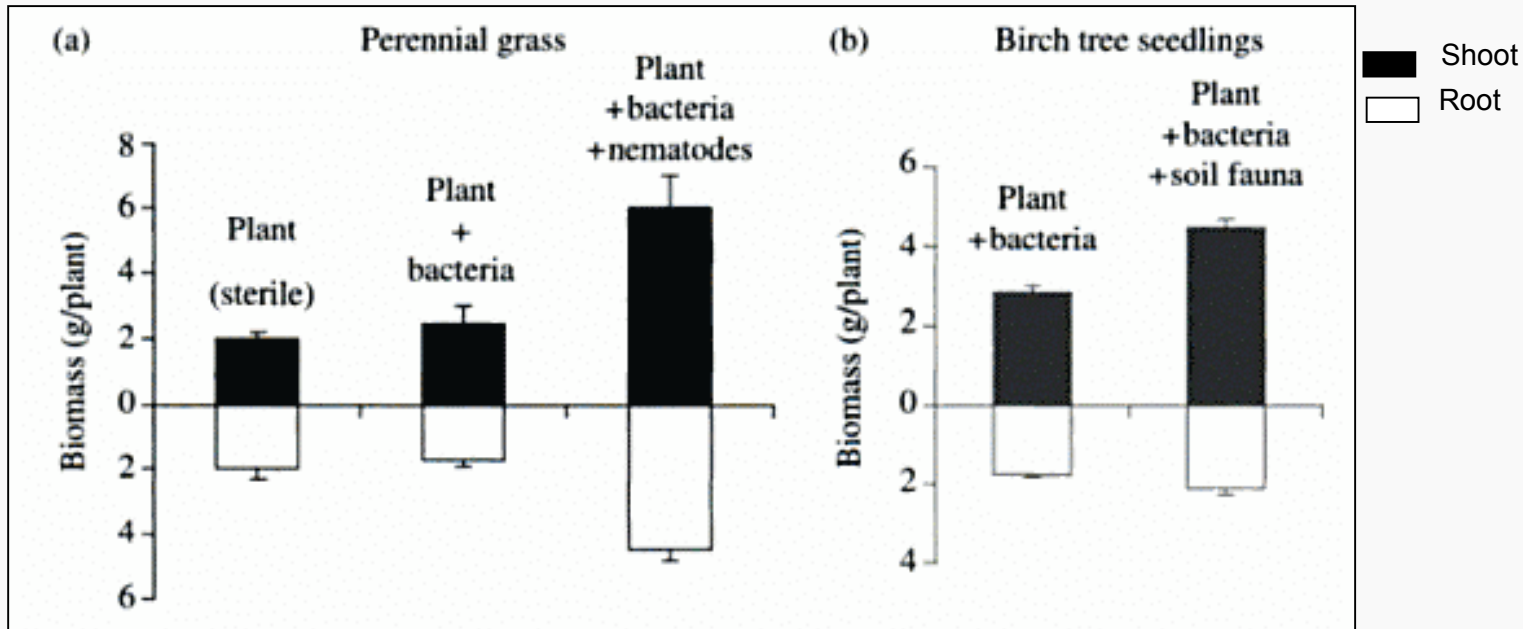 (a)
Perennial grass
Biomass (g/plant)
8
6
4
2
0
2
4
6
Plant
(sterile)
Plant
+
bacteria
Plant
+bacteria
+nematodes
(b)
Birch tree seedlings
Biomass (g/plant)
6
4
2
0
2
4
Plant
+bacteria
Plant
+bacteria
+soil fauna
Shoot
Root